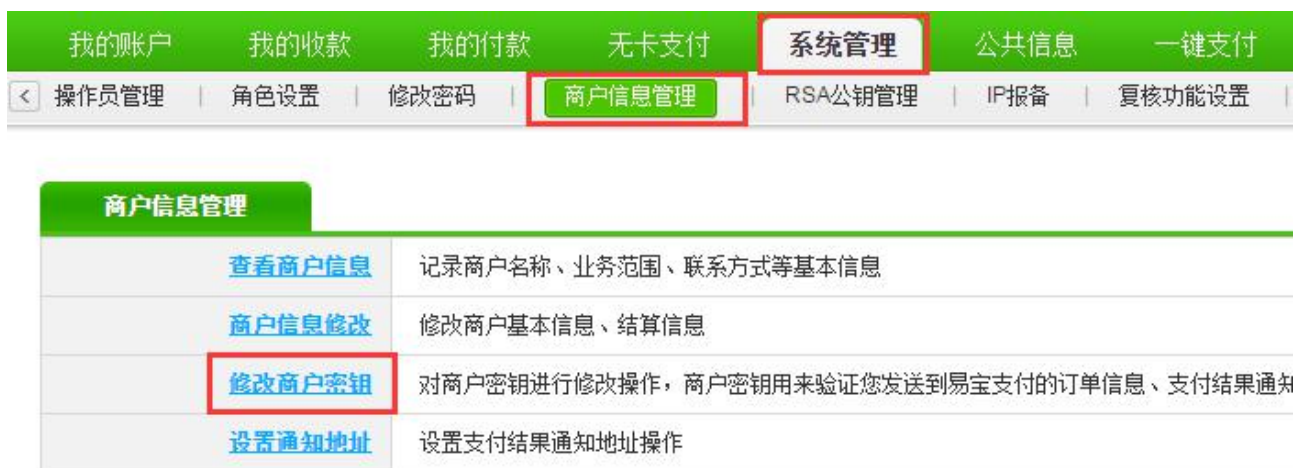 我的账户 我的收款 我的付款 无卡支付 系统管理 公共信息 一键支付
< 操作员管理 | 角色设置 | 修改密码 | 商户信息管理 | RSA公钥管理 | IP报备 | 复核功能设置 |
商户信息管理
查看商户信息 记录商户名称、业务范围、联系方式等基本信息
商户信息修改 修改商户基本信息、结算信息
修改商户密钥 对商户密钥进行修改操作，商户密钥用来验证您发送到易宝支付的订单信息、支付结果通知
设置通知地址 设置支付结果通知地址操作